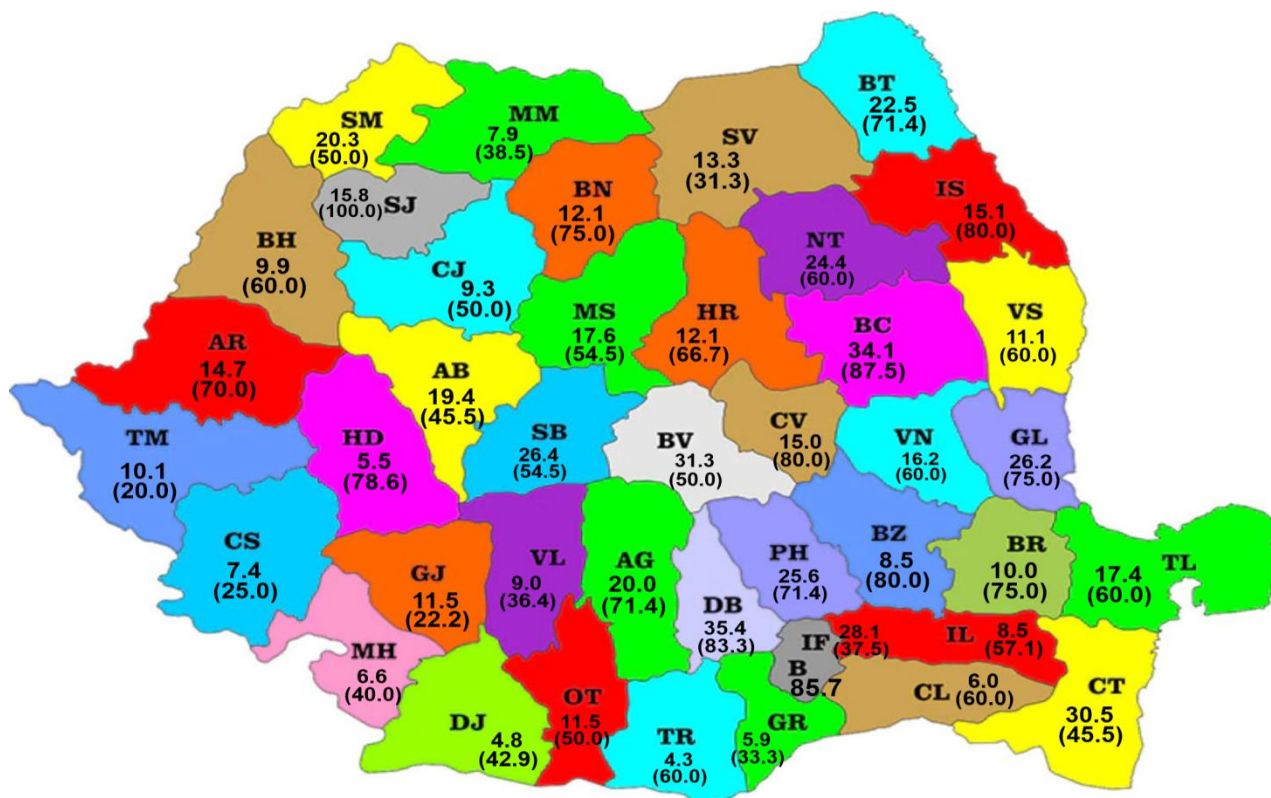 BT
22.5
(71.4)
SM
20.3
(50.0)
MM
7.9
(38.5)
SV
13.3
(31.3)
IS
15.1
(80.0)
15.8
(100.0)
SJ
BN
12.1
(75.0)
NT
24.4
(60.0)
BH
9.9
(60.0)
CJ
9.3
(50.0)
MS
17.6
(54.5)
HR
12.1
(66.7)
BC
34.1
(87.5)
VS
11.1
(60.0)
AR
14.7
(70.0)
AB
19.4
(45.5)
TM
10.1
(20.0)
HD
5.5
(78.6)
SB
26.4
(54.5)
BV
31.3
(50.0)
CV
15.0
(80.0)
VN
16.2
(60.0)
GL
26.2
(75.0)
CS
7.4
(25.0)
GJ
11.5
(22.2)
VL
9.0
(36.4)
AG
20.0
(71.4)
DB
35.4
(83.3)
PH
25.6
(71.4)
BZ
8.5
(80.0)
BR
10.0
(75.0)
TL
17.4
(60.0)
MH
6.6
(40.0)
DJ
4.8
(42.9)
OT
11.5
(50.0)
TR
4.3
(60.0)
GR
5.9
(33.3)
IF
28.1
(37.5)
B
85.7
IL
8.5
(57.1)
CL
6.0
(60.0)
CT
30.5
(45.5)